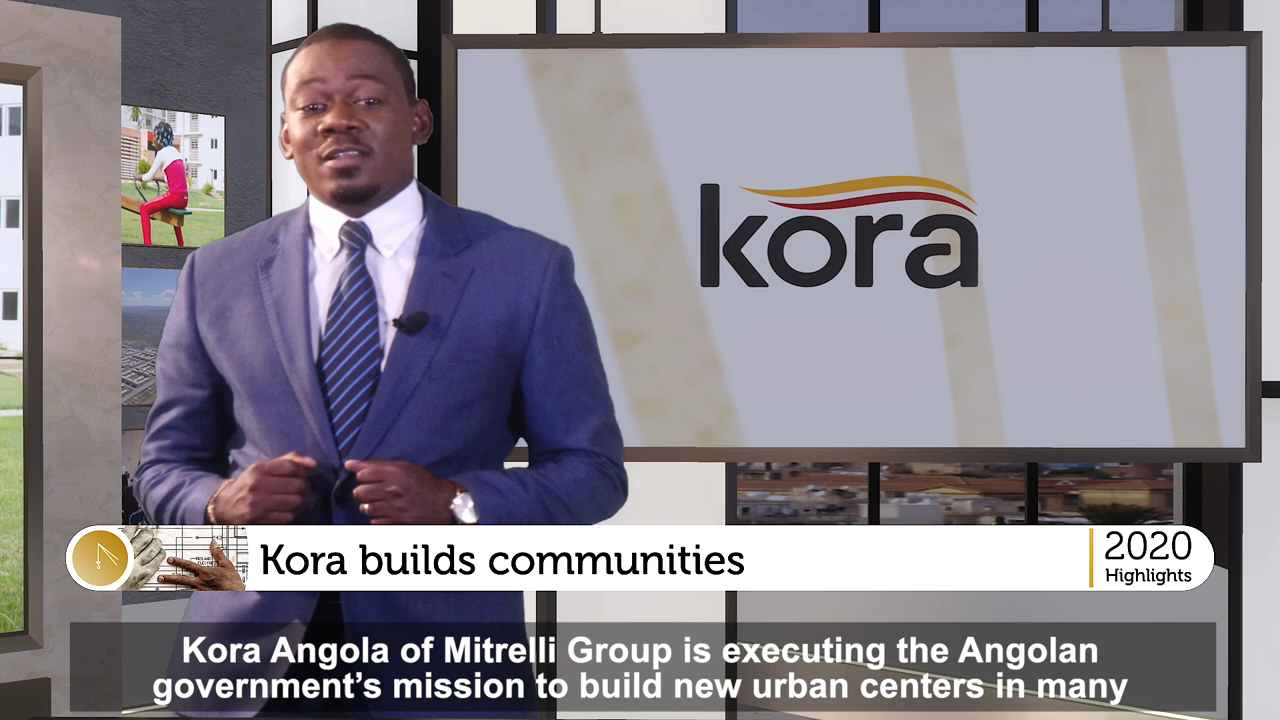 kora
Kora builds communities
2020
Highlights
Kora Angola of Mitrelli Group is executing the Angolan
government’s mission to build new urban centers in many